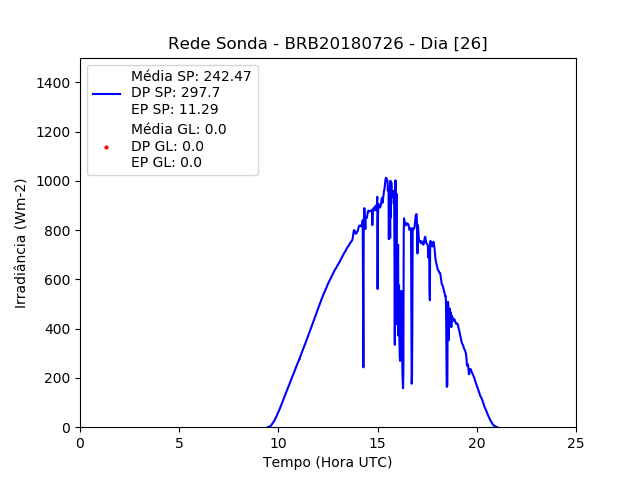 Rede Sonda - BRB20180726 - Dia [26]
Média SP: 242.47
DP SP: 297.7
EP SP: 11.29
Média GL: 0.0
DP GL: 0.0
EP GL: 0.0
1400
1200
1000
800
600
400
200
0
Irradiância (Wm-2)
0 5 10 15 20 25
Tempo (Hora UTC)